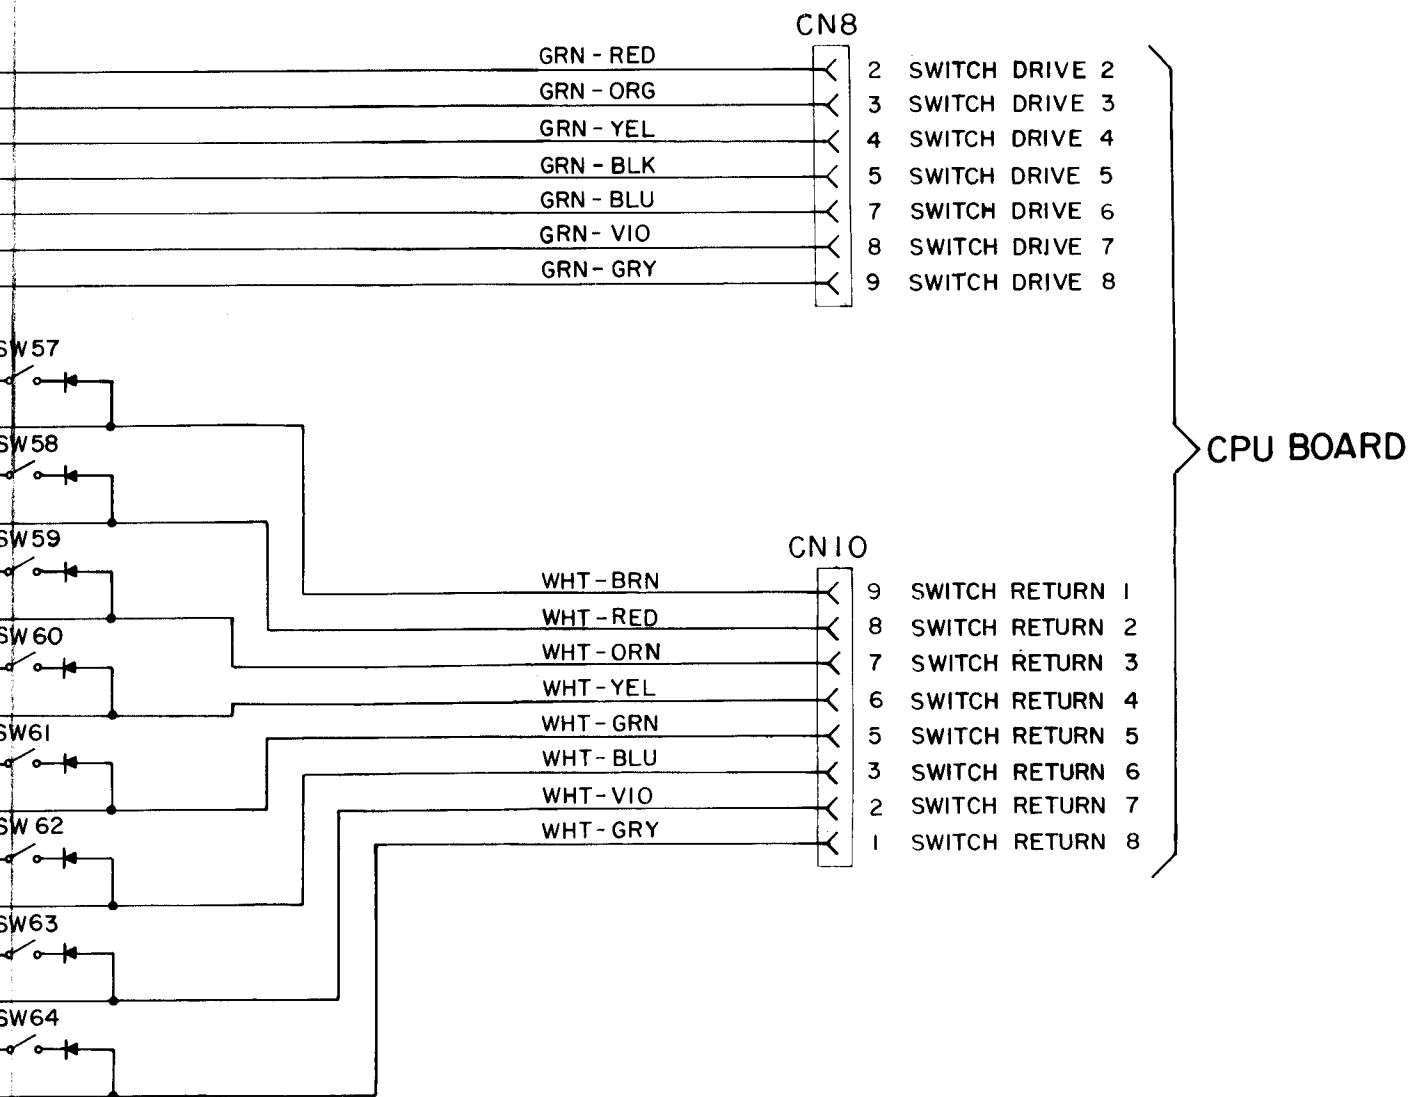 CN8
GRN-RED 2 SWITCH DRIVE 2
GRN-ORG 3 SWITCH DRIVE 3
GRN-YEL 4 SWITCH DRIVE 4
GRN-BLK 5 SWITCH DRIVE 5
GRN-BLU 7 SWITCH DRIVE 6
GRN-VIO 8 SWITCH DRIVE 7
GRN-GRY 9 SWITCH DRIVE 8
SW57
SW58
CPU BOARD
SW59
CN10
WHT-BRN 9 SWITCH RETURN 1
WHT-RED 8 SWITCH RETURN 2
SW60
WHT-ORN 7 SWITCH RETURN 3
WHT-YEL 6 SWITCH RETURN 4
SW61
WHT-GRN 5 SWITCH RETURN 5
WHT-BLU 3 SWITCH RETURN 6
WHT-VIO 2 SWITCH RETURN 7
SW62
WHT-GRY 1 SWITCH RETURN 8
SW63
SW64